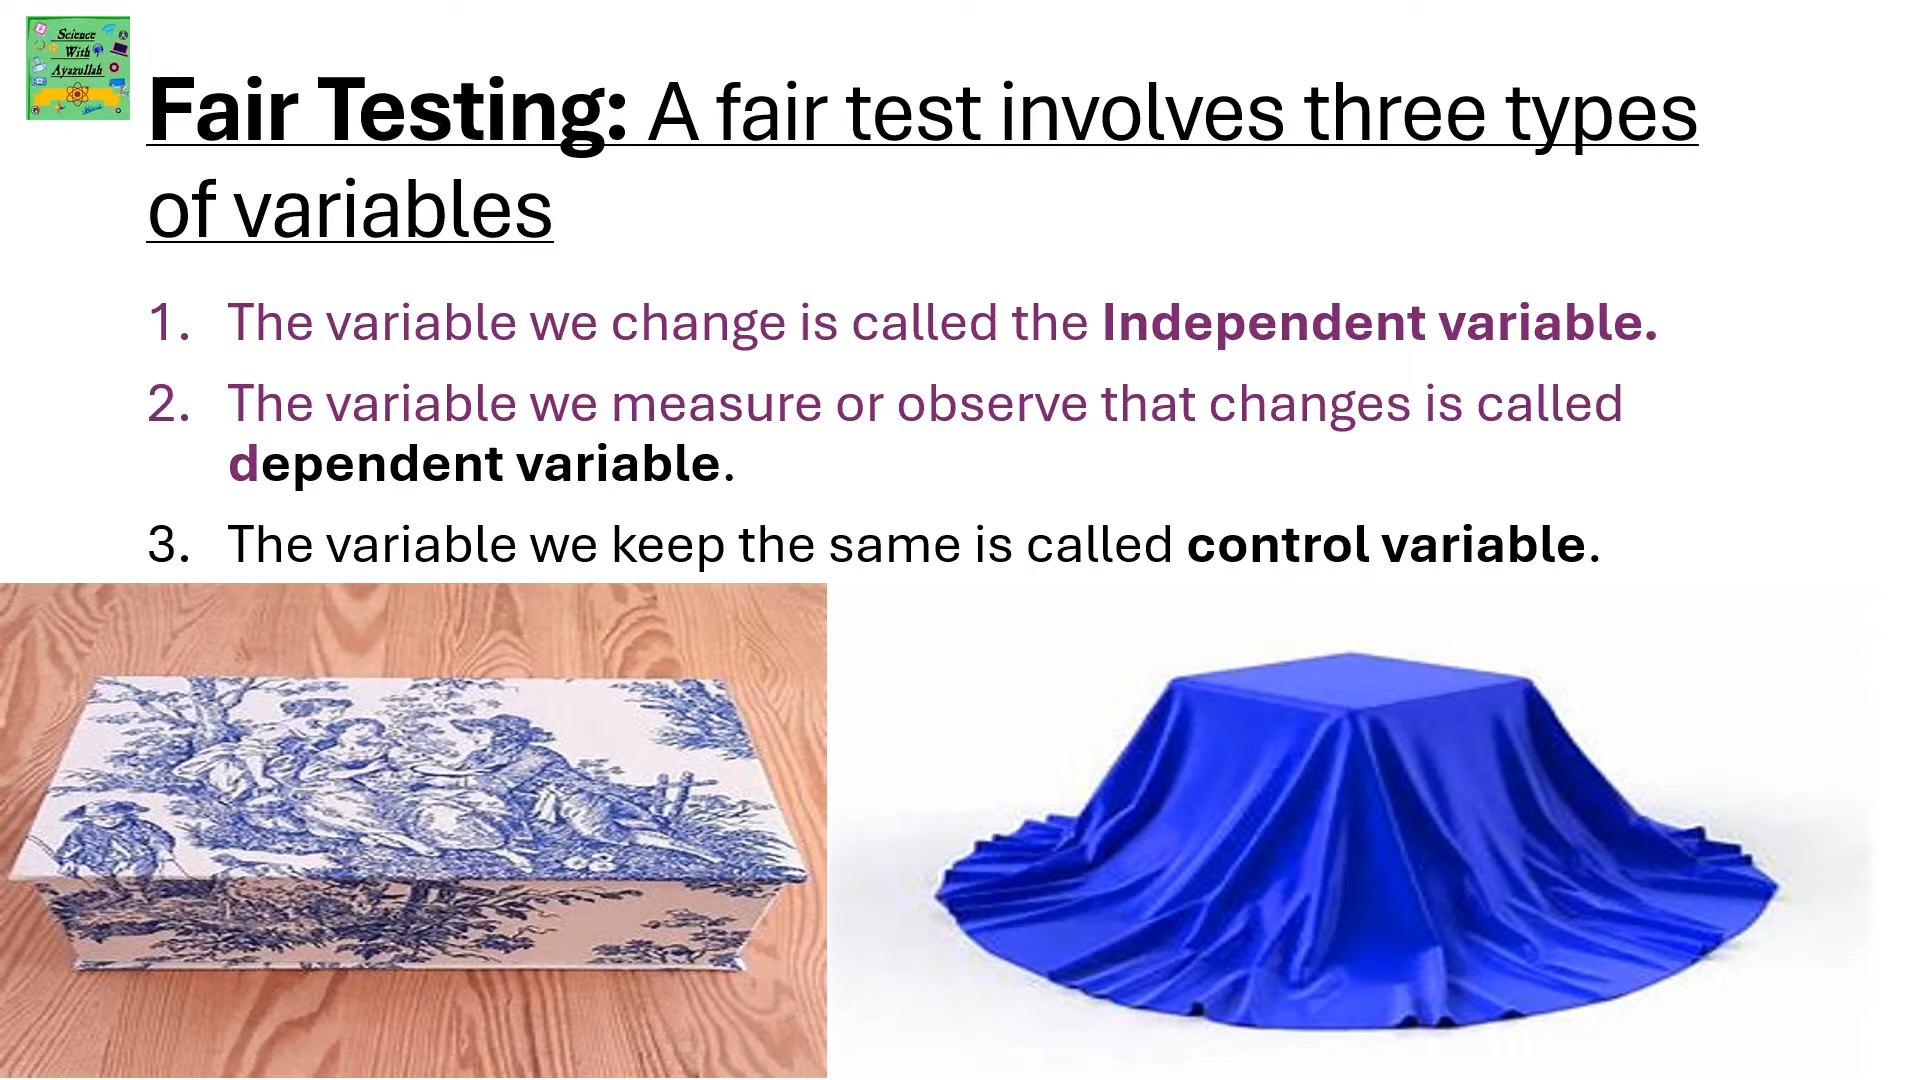 Science
With
Ayazullah
Fair Testing: A fair test involves three types
of variables
1. The variable we change is called the Independent variable.
2. The variable we measure or observe that changes is called
dependent variable.
3. The variable we keep the same is called control variable.